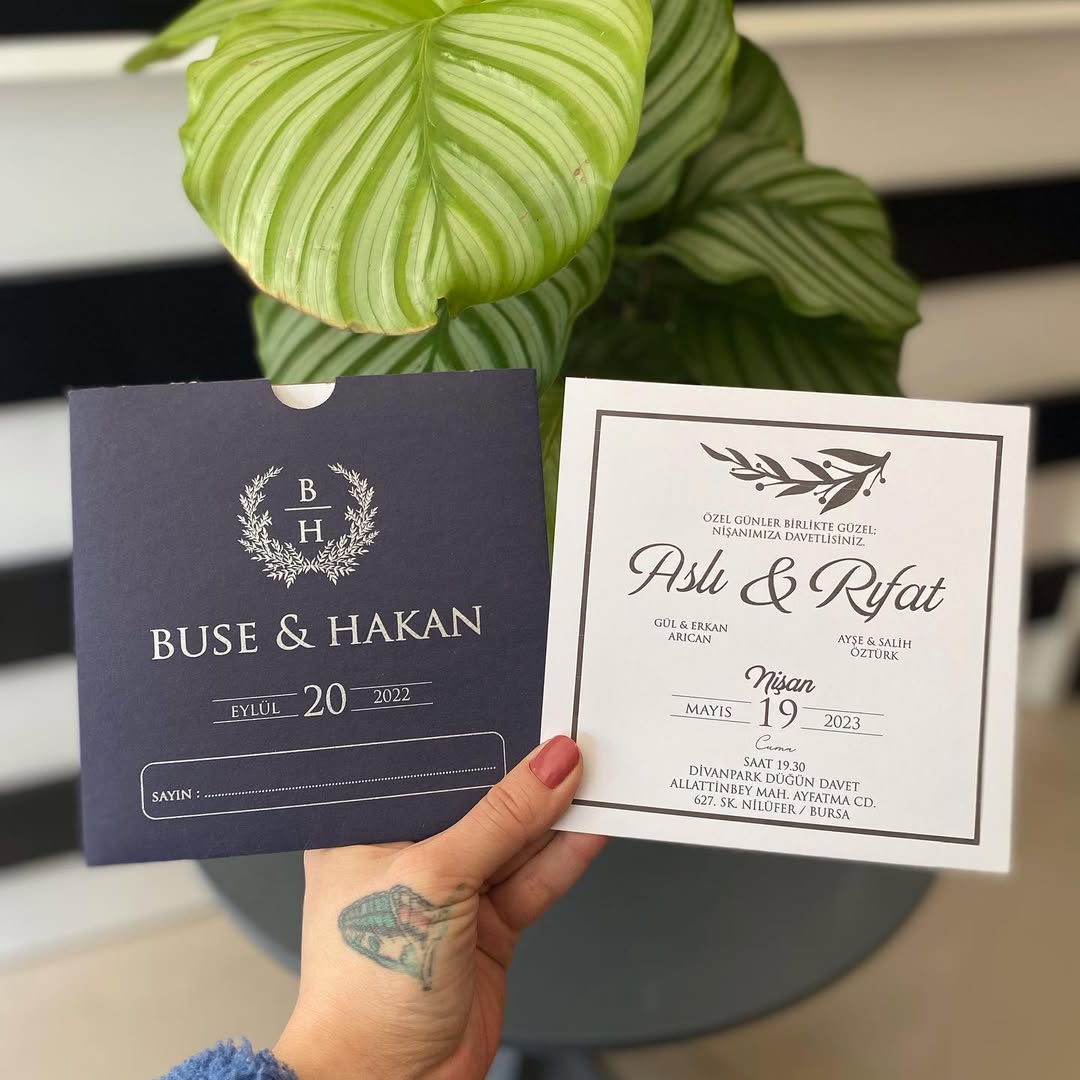 B
H
BUSE & HAKAN
EYLÜL 20 2022
SAYIN :
ÖZEL GÜNLER BİRLİKTE GÜZEL;
NİŞANIMIZA DAVETLİSİNİZ.
Aslı & Rıfat
GÜL & ERKAN
ARICAN
AYŞE & SALİH
ÖZTÜRK
Nişan
MAYIS 19 2023
Cuma
SAAT 19.30
DİVANPARK DÜĞÜN DAVET
ALLATTİNBEY MAH. AYFATMA CD.
627. SK. NİLÜFER / BURSA